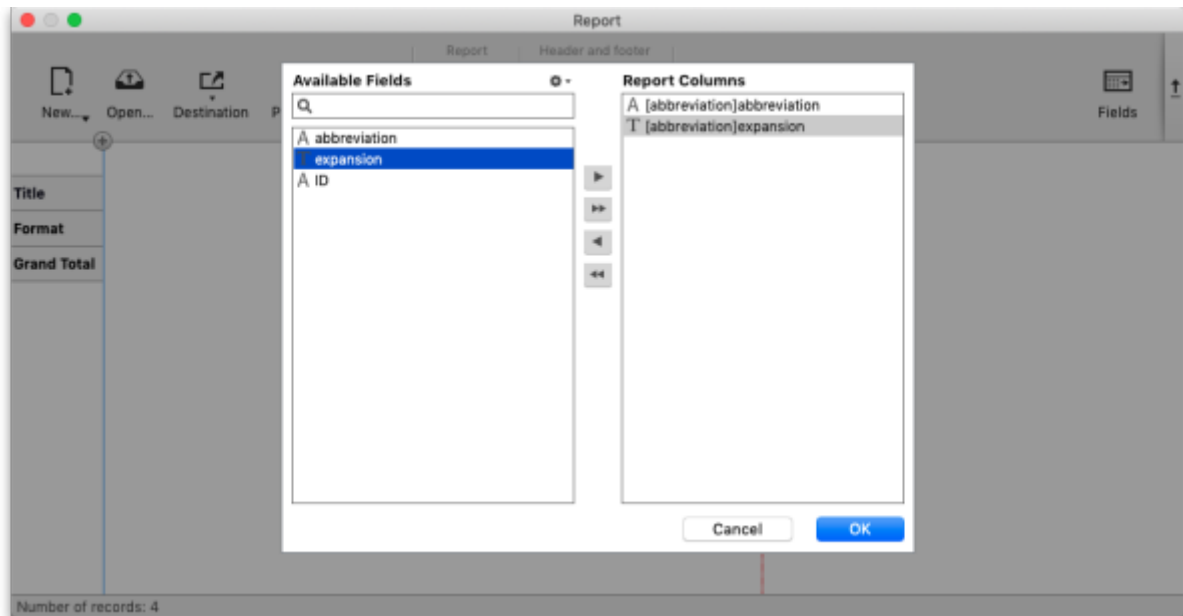 Report
Report Header and footer
New... Open... Destination P
Fields
Available Fields
abbreviation
expansion
ID
Report Columns
A [abbreviation]abbreviation
T [abbreviation]expansion
Title
Format
Grand Total
Cancel OK
Number of records: 4